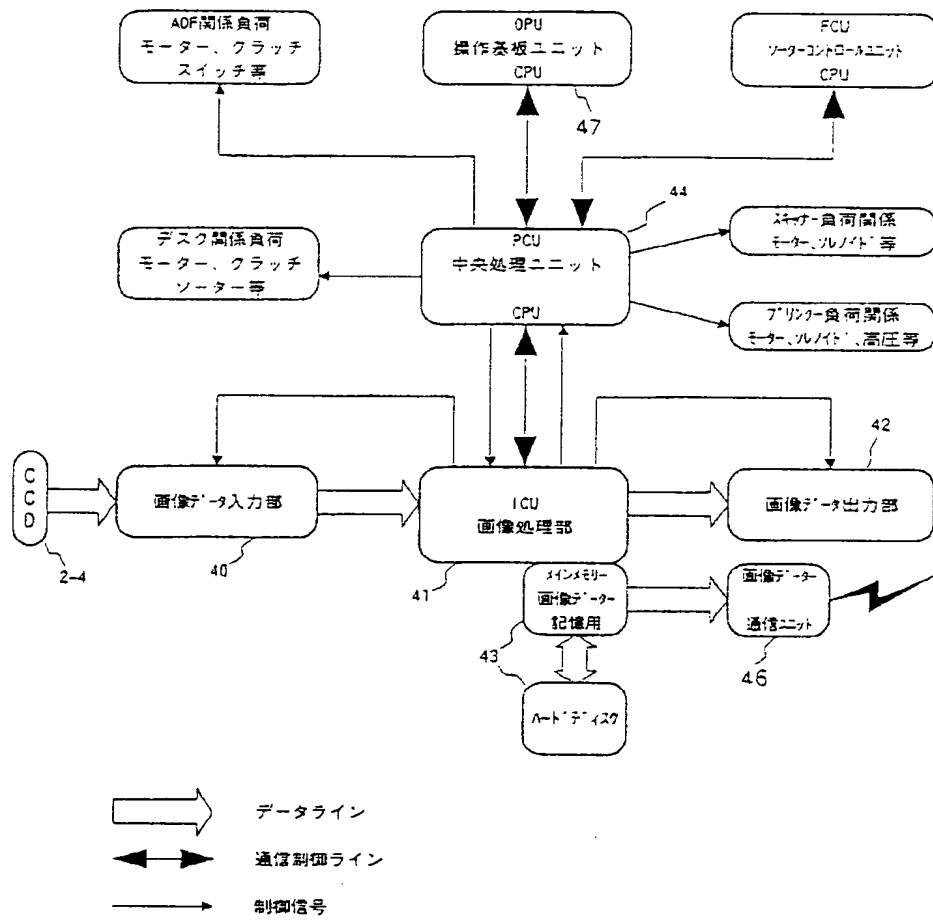 ADF関係負荷
モーター、クラッチ
スイッチ等
OPU
操作基板ユニット
CPU
47
FCU
ソーターコントロールユニット
CPU
44
デスク関係負荷
モーター、クラッチ
ソーター等
PCU
中央処理ユニット
CPU
スキャナー負荷関係
モーター、ソレノイド等
プリンター負荷関係
モーター、ソレノイド、高圧等
CCD
2-4
画像データ入力部
40
ICU
画像処理部
41
42
画像データ出力部
メインメモリー
画像データー
記憶用
43
画像データー
通信ユニット
46
ハードディスク
データライン
通信制御ライン
制御信号